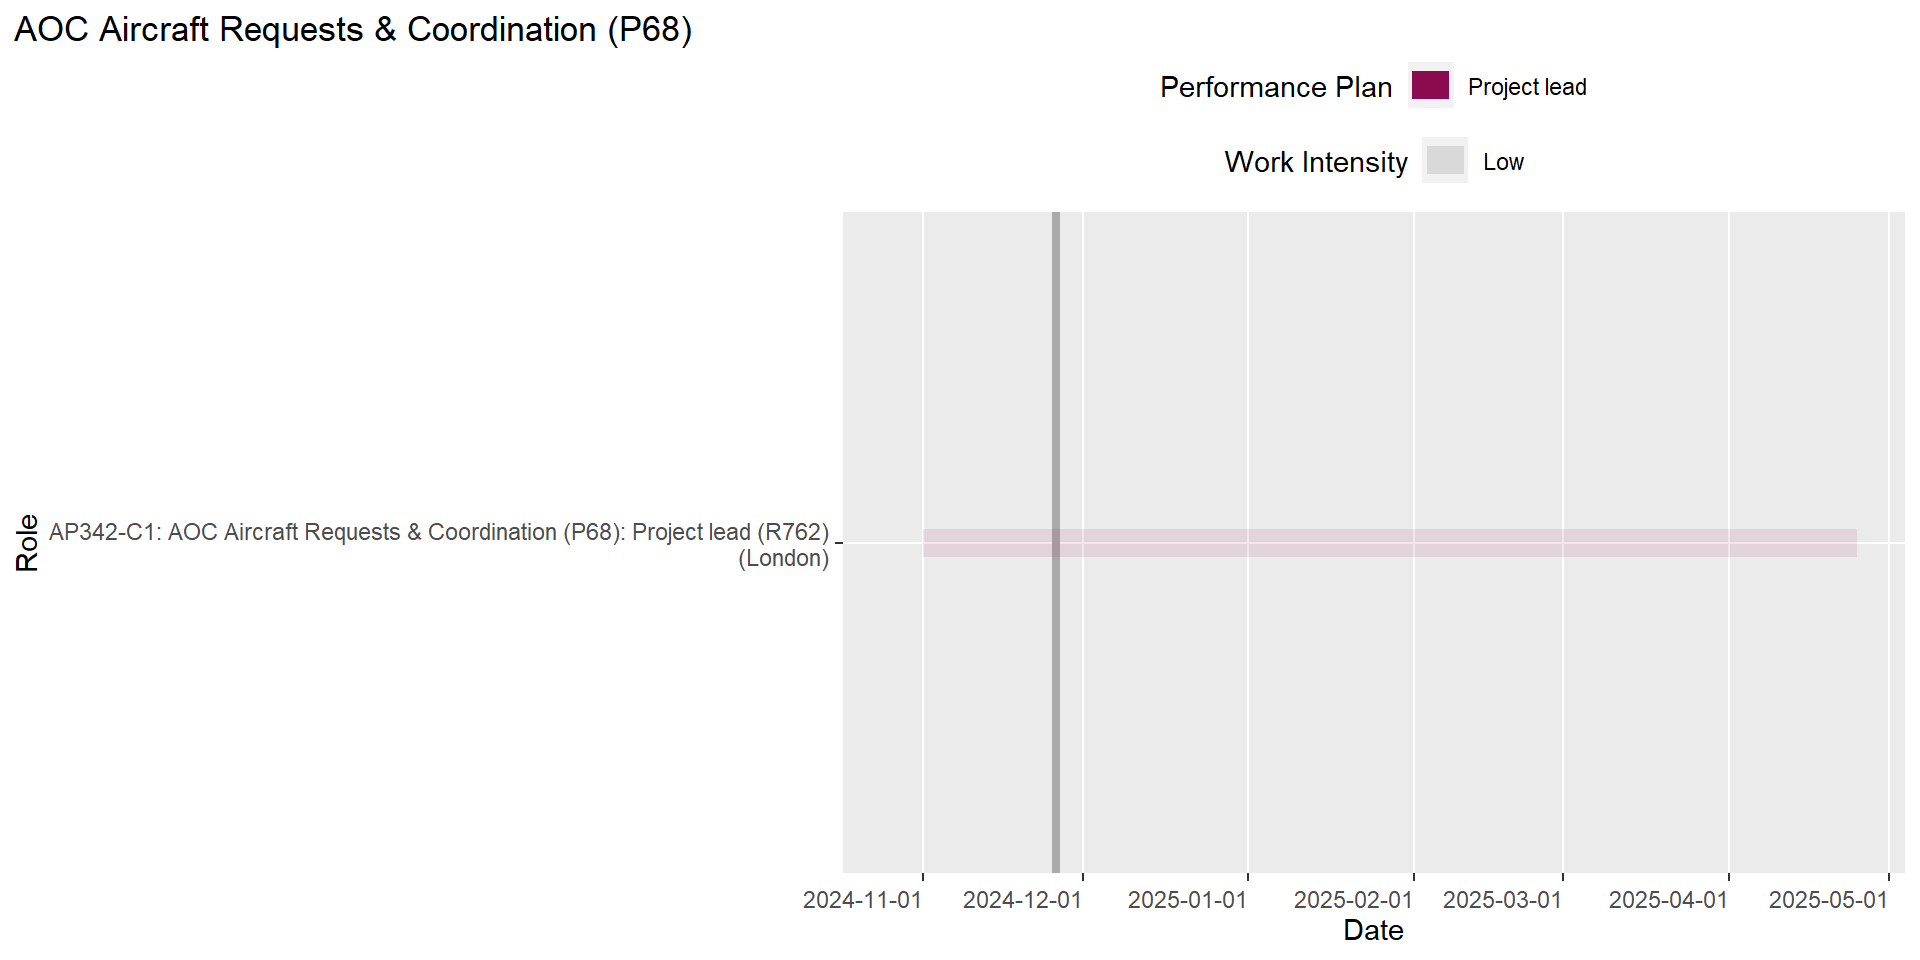 AOC Aircraft Requests & Coordination (P68)
Performance Plan
Project lead
Work Intensity
Low
Role
AP342-C1: AOC Aircraft Requests & Coordination (P68): Project lead (R762)
(London)
2024-11-01
2024-12-01
2025-01-01
2025-02-01
2025-03-01
2025-04-01
2025-05-01
Date